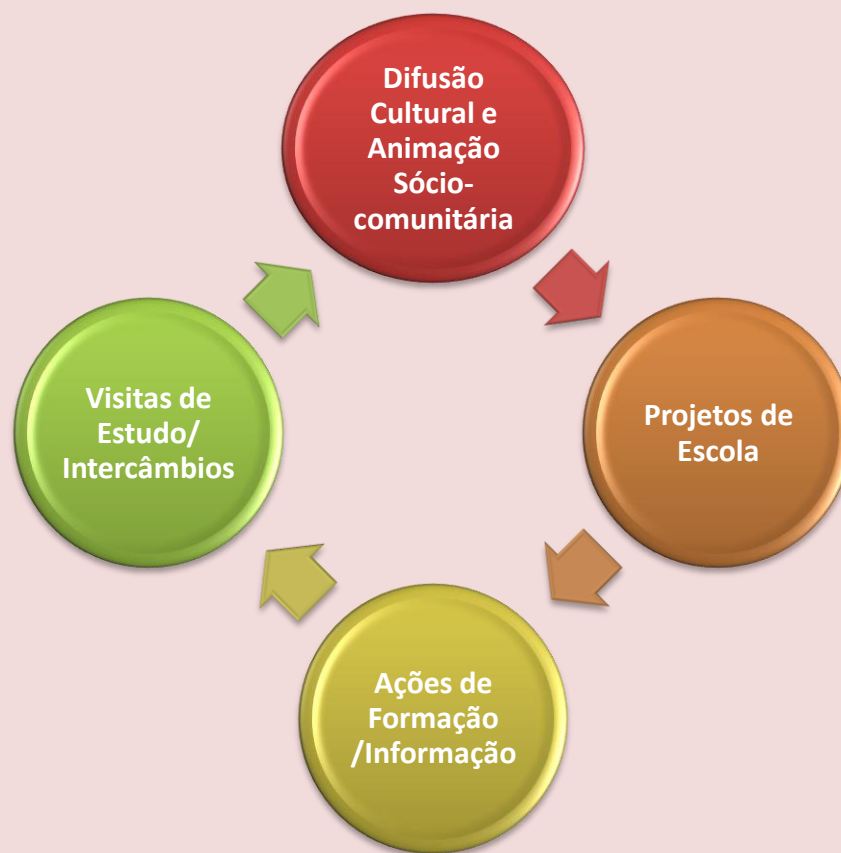 Difusão
Cultural e
Animação
Sócio-
comunitária
Projetos de
Escola
Ações de
Formação
/Informação
Visitas de
Estudo/
Intercâmbios